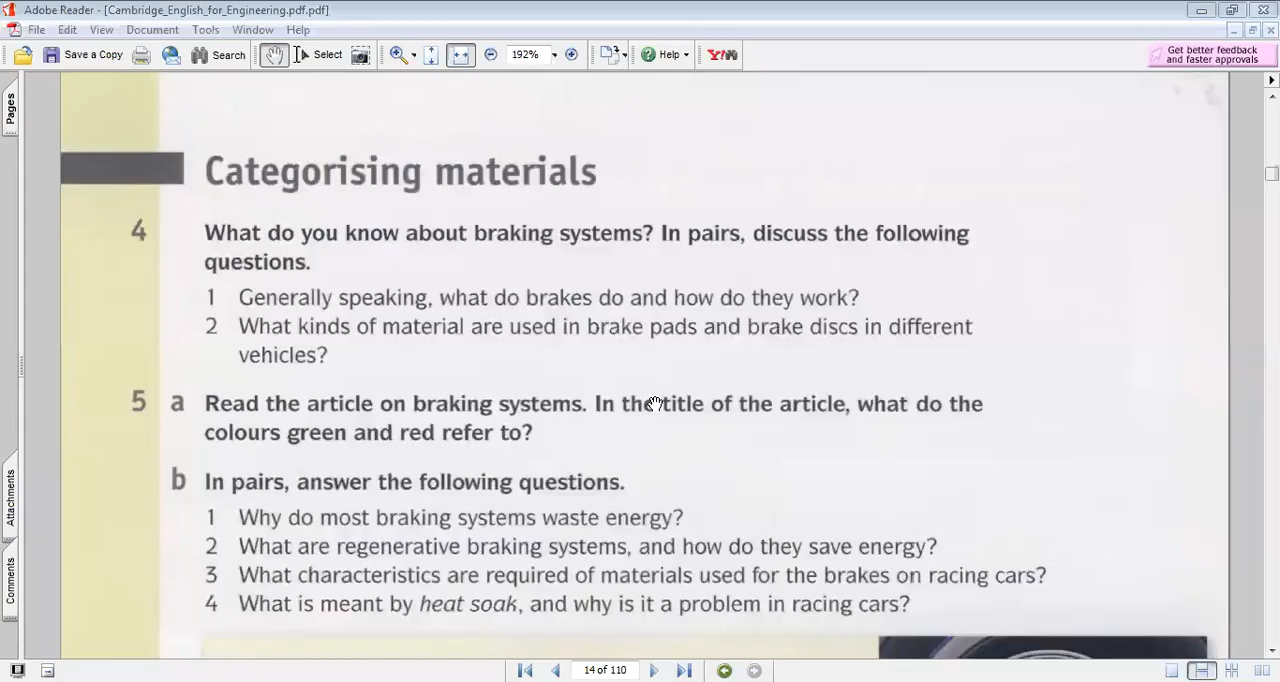 Adobe Reader - [Cambridge_English_for_Engineering.pdf.pdf]
File Edit View Document Tools Window Help
Save a Copy Search Select 192% Help Y!
Get better feedback
and faster approvals
Pages
Categorising materials
4 What do you know about braking systems? In pairs, discuss the following
questions.
1 Generally speaking, what do brakes do and how do they work?
2 What kinds of material are used in brake pads and brake discs in different
vehicles?
5 a Read the article on braking systems. In the title of the article, what do the
colours green and red refer to?
b In pairs, answer the following questions.
1 Why do most braking systems waste energy?
2 What are regenerative braking systems, and how do they save energy?
3 What characteristics are required of materials used for the brakes on racing cars?
4 What is meant by heat soak, and why is it a problem in racing cars?
Attachments
Comments
14 of 110